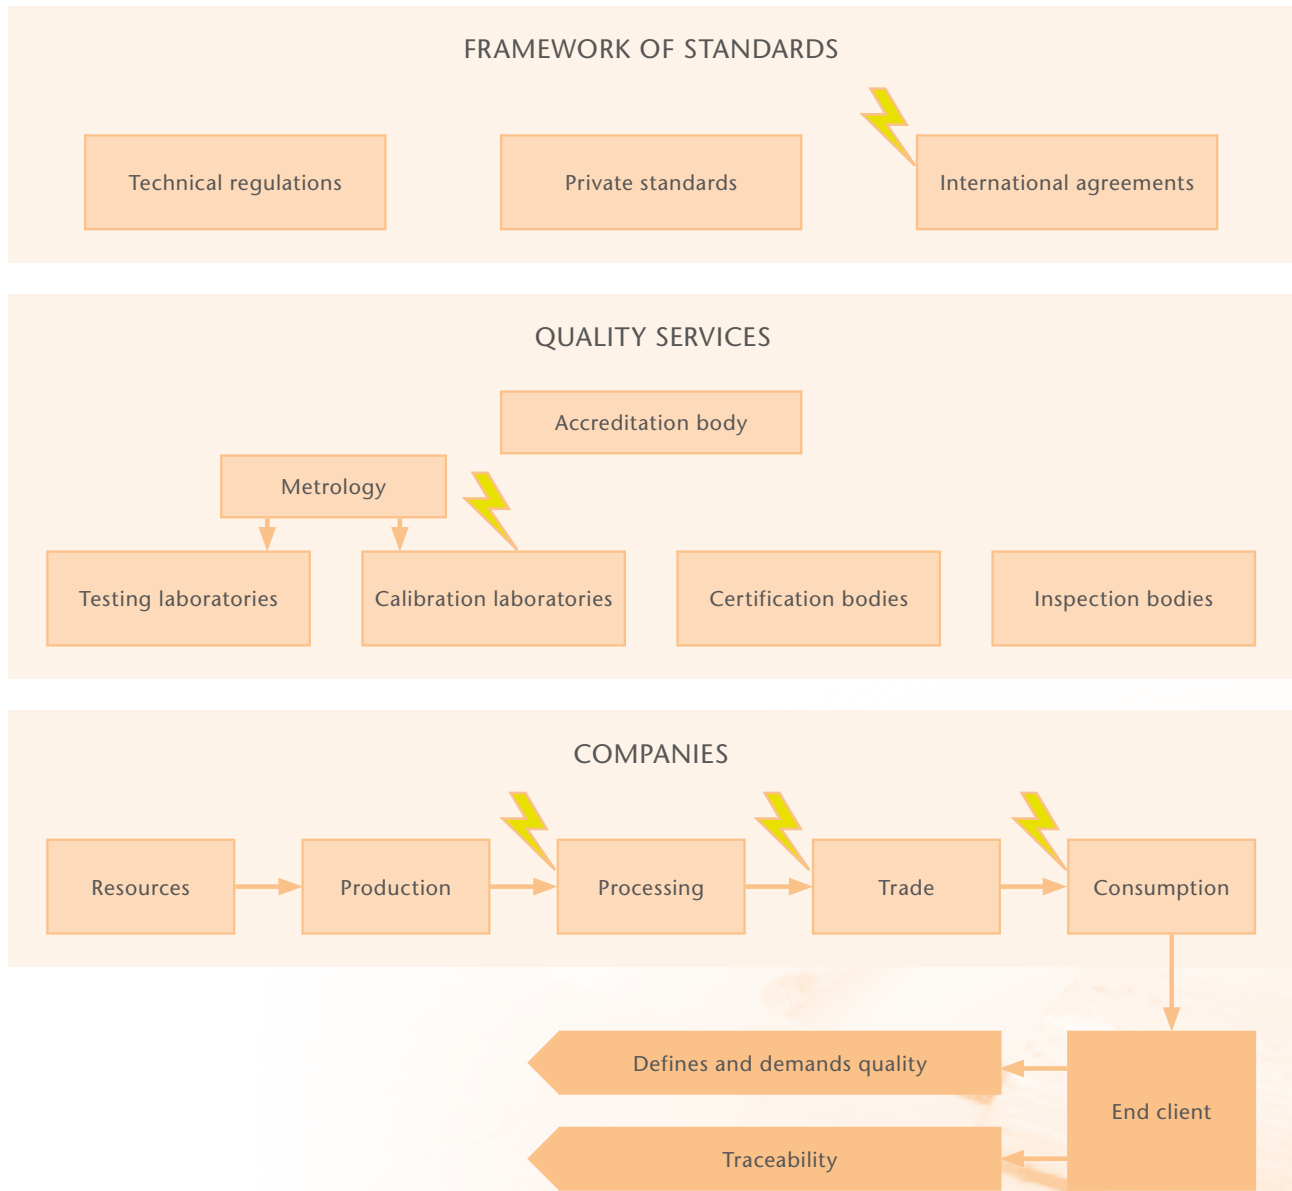 FRAMEWORK OF STANDARDS
Technical regulations
Private standards
International agreements
QUALITY SERVICES
Accreditation body
Metrology
Testing laboratories
Calibration laboratories
Certification bodies
Inspection bodies
COMPANIES
Resources
Production
Processing
Trade
Consumption
Defines and demands quality
End client
Traceability